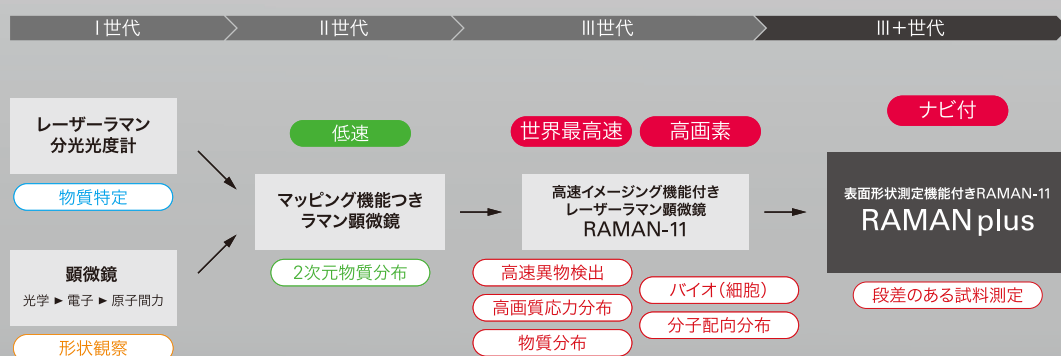 I世代
II世代
III世代
III+世代
レーザーラマン
分光光度計
物質特定
顕微鏡
光学 ▶ 電子 ▶ 原子間力
形状観察
低速
マッピング機能つき
ラマン顕微鏡
2次元物質分布
世界最高速
高画素
高速イメージング機能付き
レーザーラマン顕微鏡
RAMAN-11
高速異物検出
高画質応力分布
物質分布
バイオ(細胞)
分子配向分布
ナビ付
表面形状測定機能付きRAMAN-11
RAMANplus
段差のある試料測定